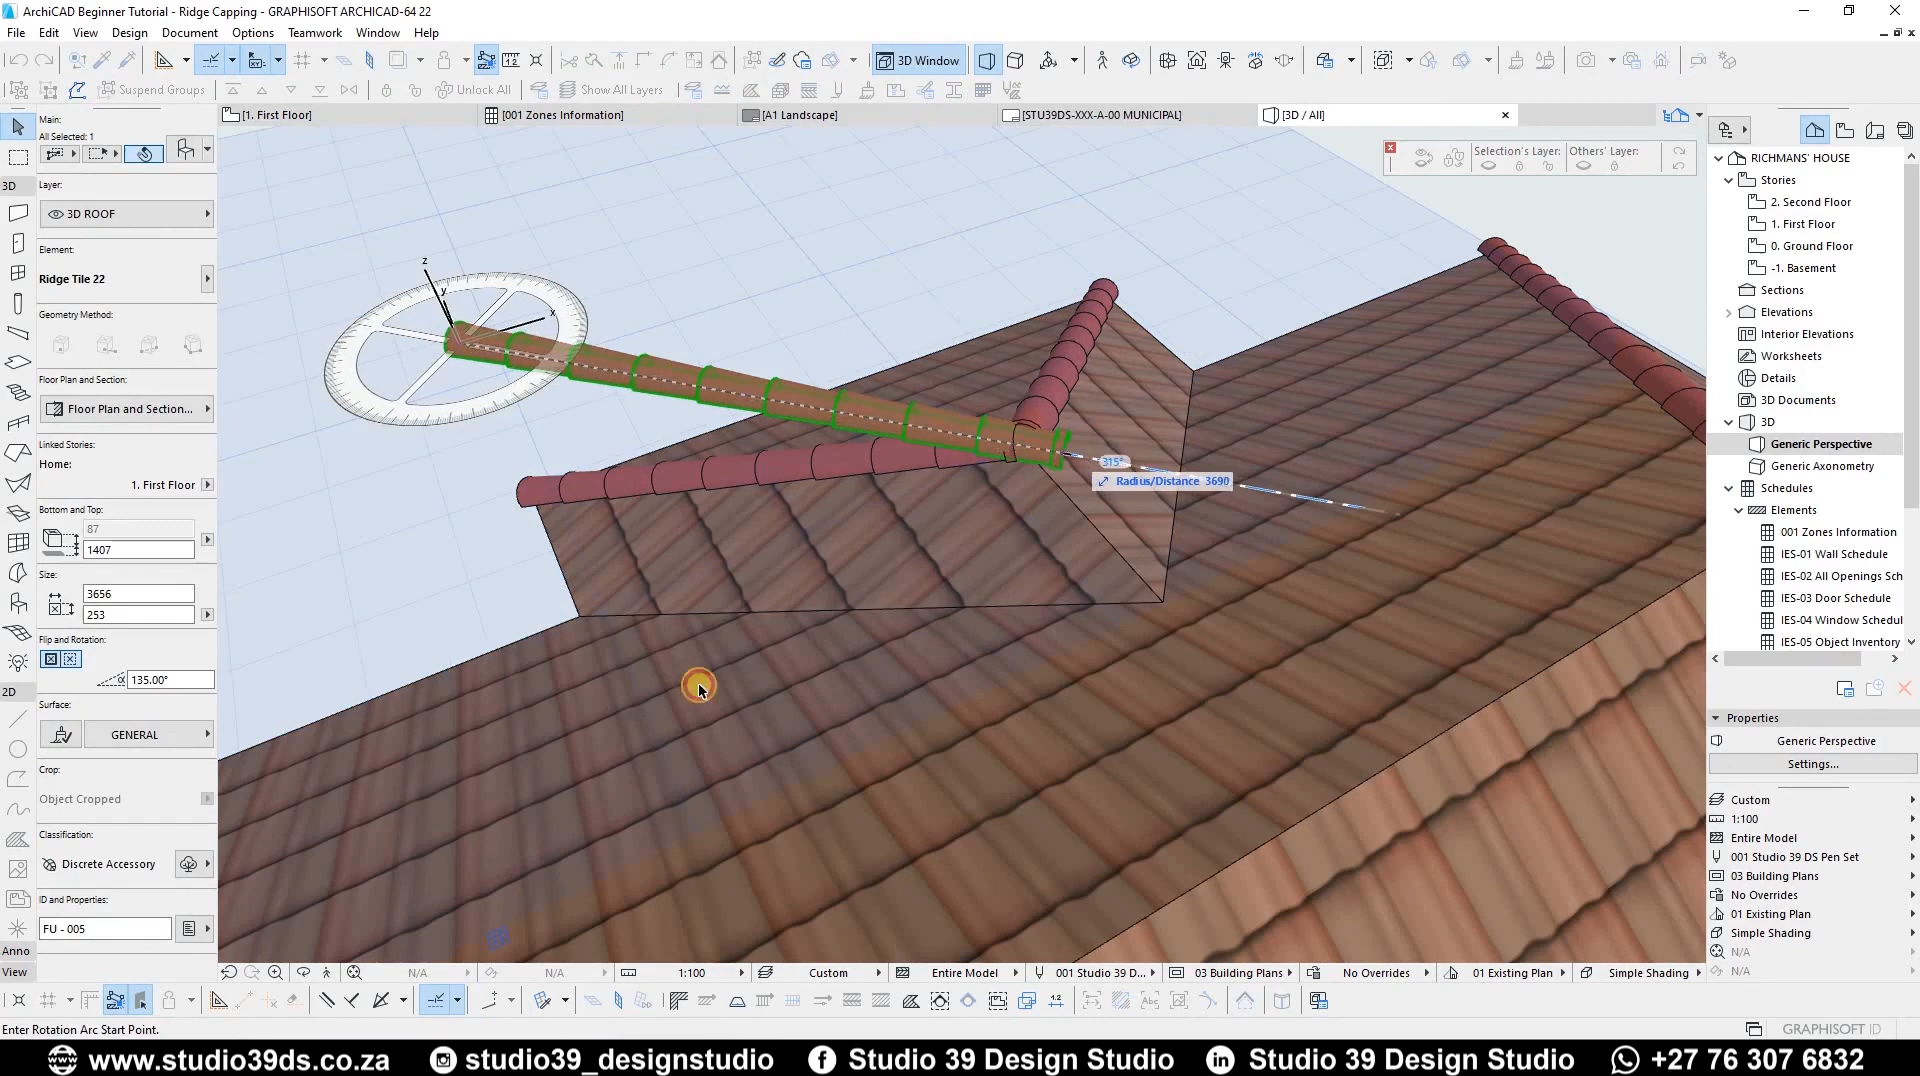 ArchiCAD Beginner Tutorial - Ridge Capping - GRAPHISOFT ARCHICAD-64 22
File Edit View Design Document Options Teamwork Window Help
3D Window
Suspend Groups
Unlock All
Show All Layers
[1. First Floor]
[001 Zones Information]
[A1 Landscape]
[STU39DS-XXX-A-00 MUNICIPAL]
[3D / All]
Main:
All Selected: 1
Layer:
3D ROOF
Element:
Ridge Tile 22
Geometry Method:
Floor Plan and Section:
Floor Plan and Section...
Linked Stories:
Home:
1. First Floor
Bottom and Top:
87
1407
Size:
3656
253
Flip and Rotation:
135.00°
Surface:
GENERAL
Crop:
Object Cropped
Classification:
Discrete Accessory
ID and Properties:
FU - 005
3D
2D
Anno
View
z
y
x
315°
Radius/Distance 3690
Selection's Layer:
Others' Layer:
RICHMANS' HOUSE
Stories
2. Second Floor
1. First Floor
0. Ground Floor
-1. Basement
Sections
Elevations
Interior Elevations
Worksheets
Details
3D Documents
3D
Generic Perspective
Generic Axonometry
Schedules
Elements
001 Zones Information
IES-01 Wall Schedule
IES-02 All Openings Sch
IES-03 Door Schedule
IES-04 Window Schedul
IES-05 Object Inventory
Properties
Generic Perspective
Settings...
Custom
1:100
Entire Model
001 Studio 39 DS Pen Set
03 Building Plans
No Overrides
01 Existing Plan
Simple Shading
N/A
N/A
N/A
N/A
1:100
Custom
Entire Model
001 Studio 39 D...
03 Building Plans
No Overrides
01 Existing Plan
Simple Shading
Enter Rotation Arc Start Point.
GRAPHISOFT ID
www.studio39ds.co.za
studio39_designstudio
Studio 39 Design Studio
Studio 39 Design Studio
+27 76 307 6832